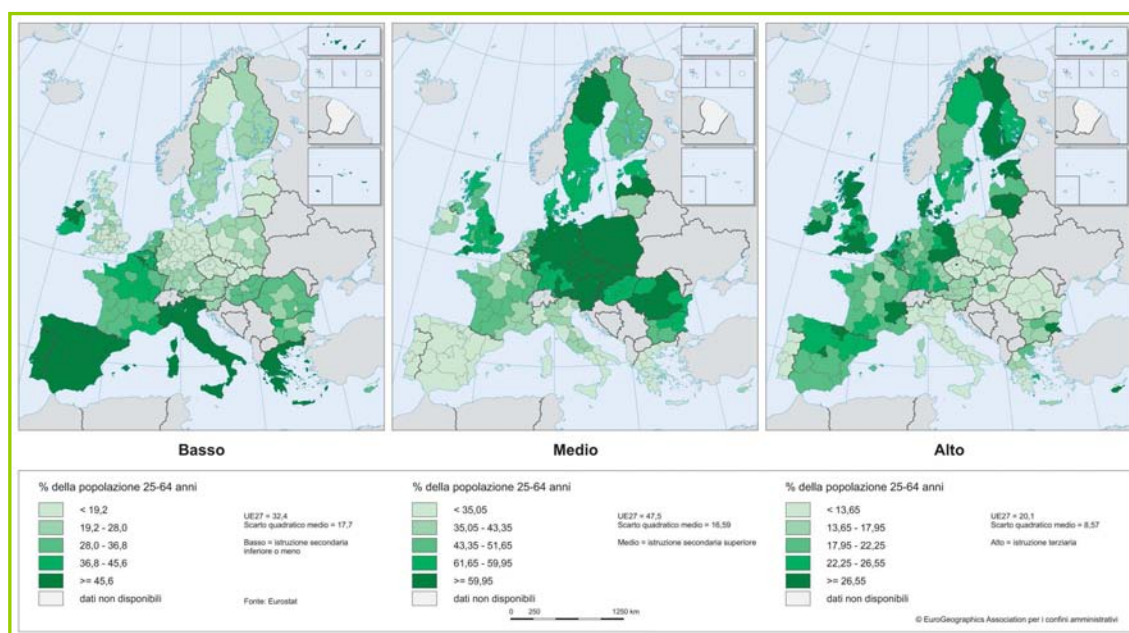 Basso
Medio
Alto
% della popolazione 25-64 anni
< 19,2
19,2 - 28,0
28,0 - 36,8
36,8 - 45,6
>= 45,6
dati non disponibili
UE27 = 32,4
Scarto quadratico medio = 17,7
Basso = istruzione secondaria
inferiore o meno
Fonte: Eurostat
% della popolazione 25-64 anni
< 35,05
35,05 - 43,35
43,35 - 51,65
61,65 - 59,95
>= 59,95
dati non disponibili
UE27 = 47,5
Scarto quadratico medio = 16,59
Medio = istruzione secondaria superiore
0 250 1250 km
% della popolazione 25-64 anni
< 13,65
13,65 - 17,95
17,95 - 22,25
22,25 - 26,55
>= 26,55
dati non disponibili
UE27 = 20,1
Scarto quadratico medio = 8,57
Alto = istruzione terziaria
© EuroGeographics Association per i confini amministrativi